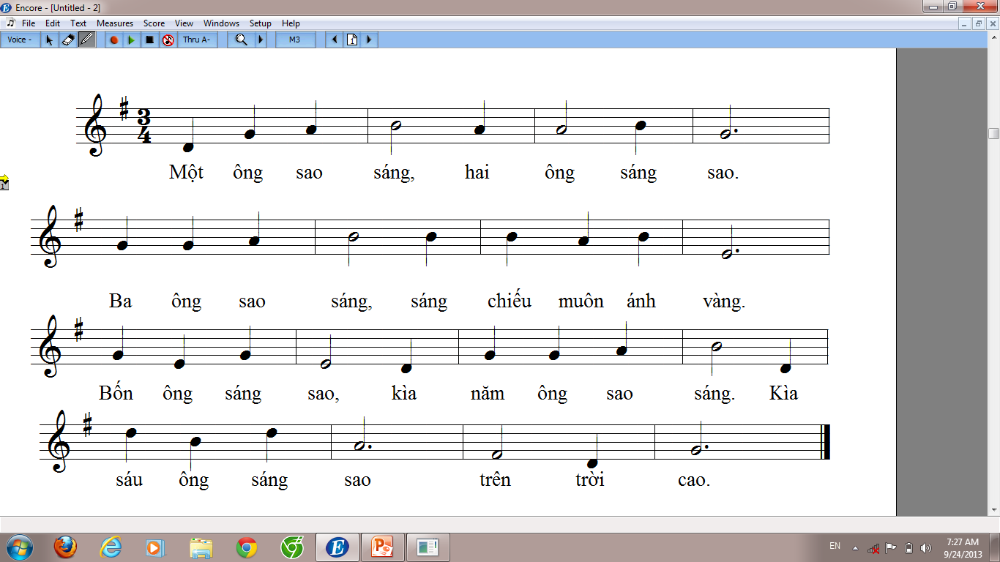 Encore - [Untitled - 2]
File Edit Text Measures Score View Windows Setup Help
Voice - Thru A- M3 1
3
4
Một ông sao sáng, hai ông sáng sao.
1
Ba ông sao sáng, sáng chiếu muôn ánh vàng.
Bốn ông sáng sao, kìa năm ông sao sáng. Kìa
sáu ông sáng sao trên trời cao.
EN 7:27 AM
9/24/2013